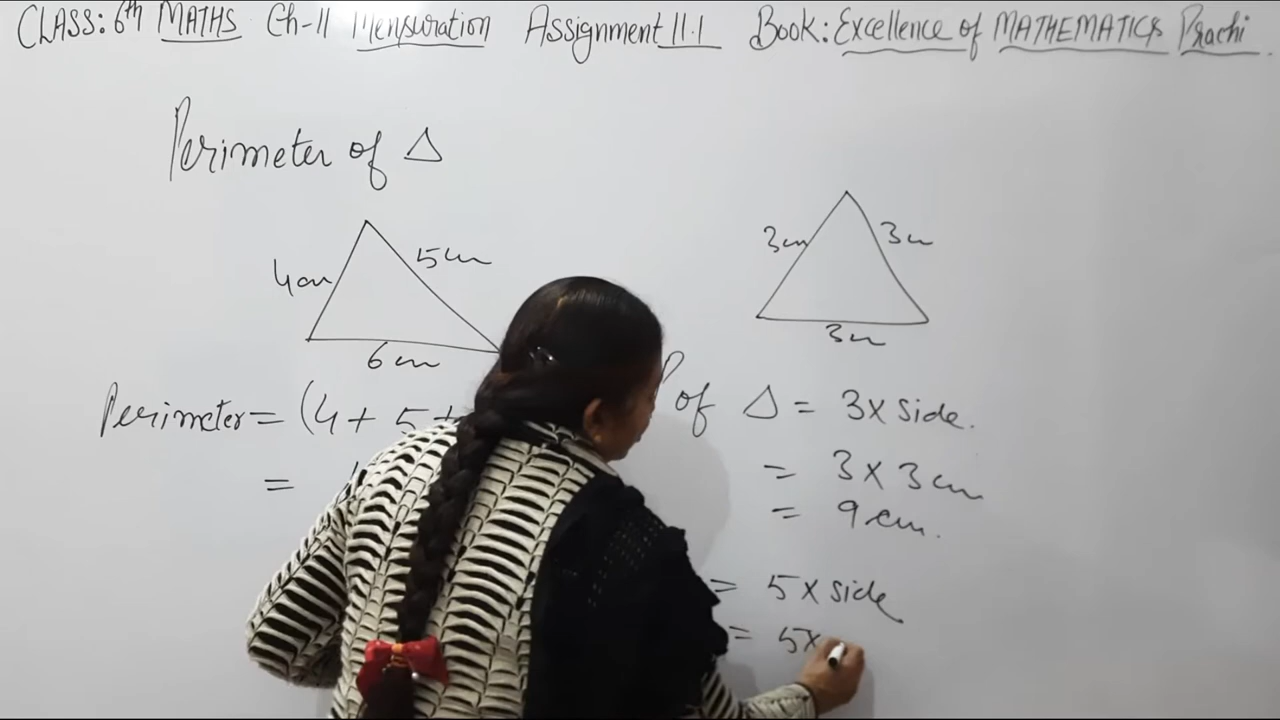 CLASS: 6th MATHS Ch-11 Mensuration Assignment 11.1 Book: Excellence of MATHEMATICS Prachi.
Perimeter of Δ
4cm 5cm
6cm
3cm 3cm
3cm
Perimeter = (4 + 5 +
=
P of Δ = 3 x side.
= 3 x 3 cm
= 9 cm.
= 5 x side
= 5x